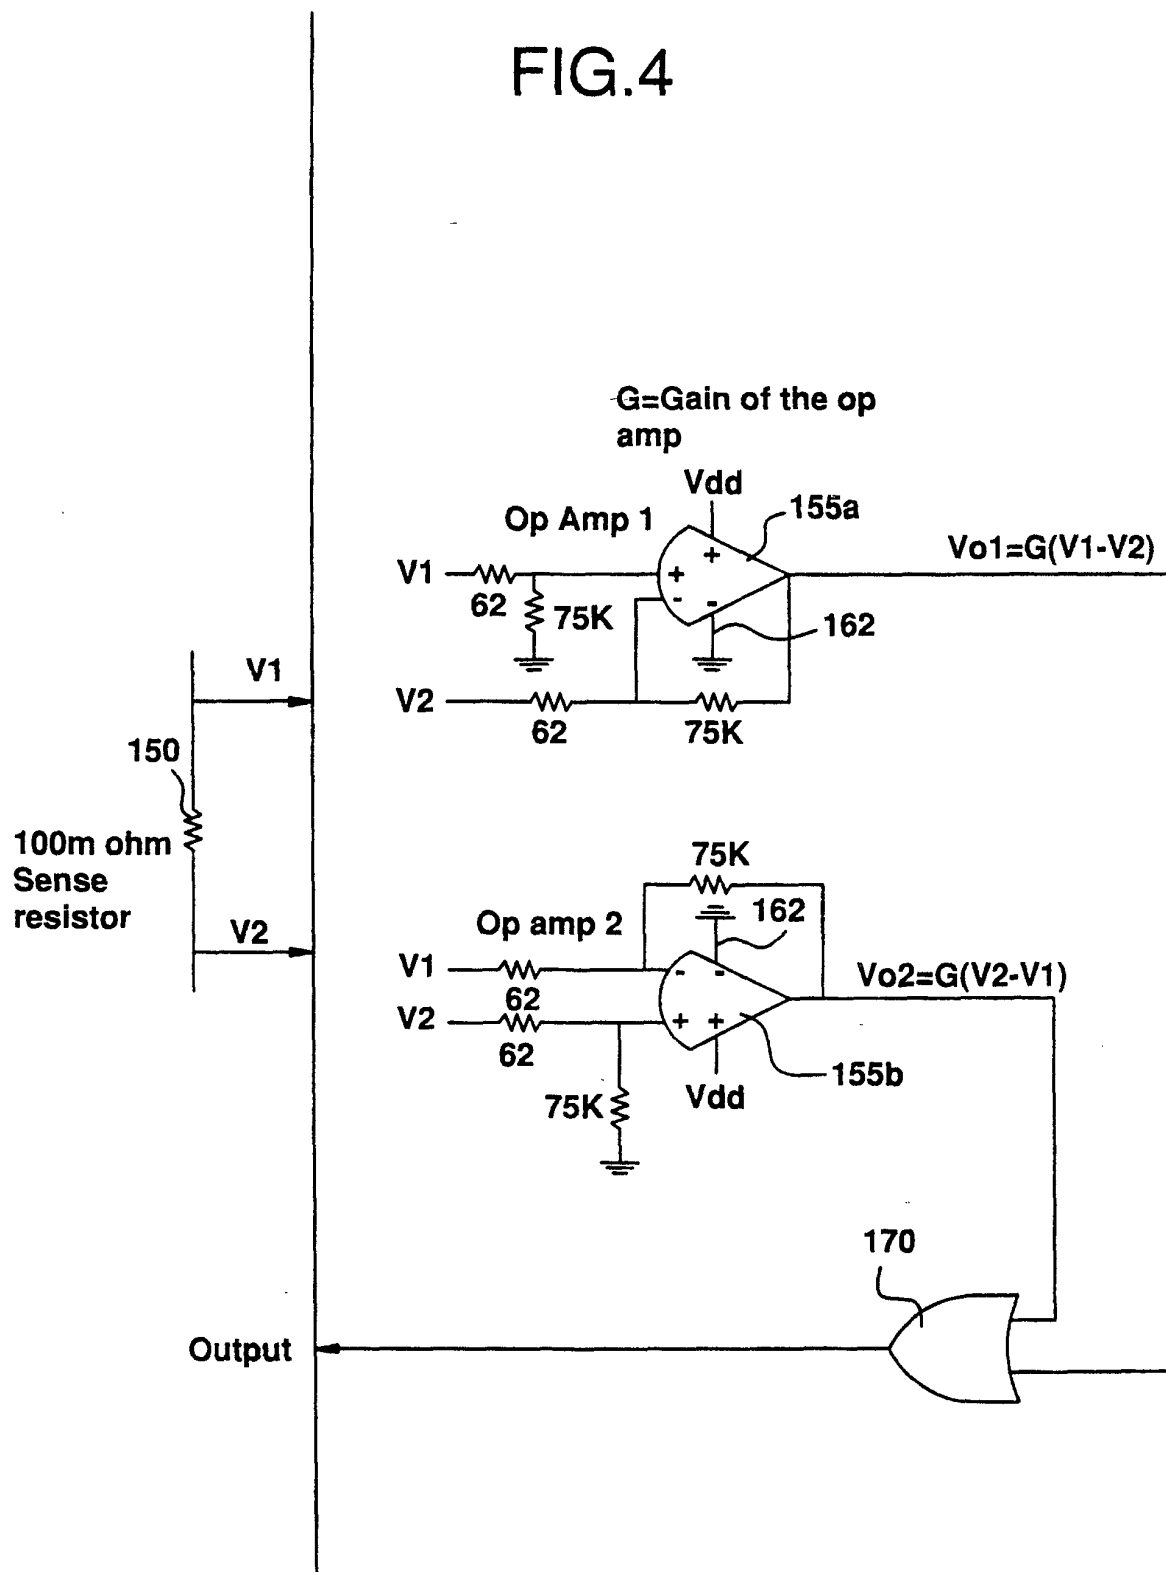 FIG.4
G=Gain of the op
amp
Vdd
155a
Op Amp 1
Vo1=G(V1-V2)
V1
+
+
-
-
62
75K
162
V1
V2
62
75K
150
100m ohm
Sense
resistor
75K
V2
Op amp 2
162
V1
-
-
Vo2=G(V2-V1)
62
V2
+
+
62
155b
Vdd
75K
170
Output